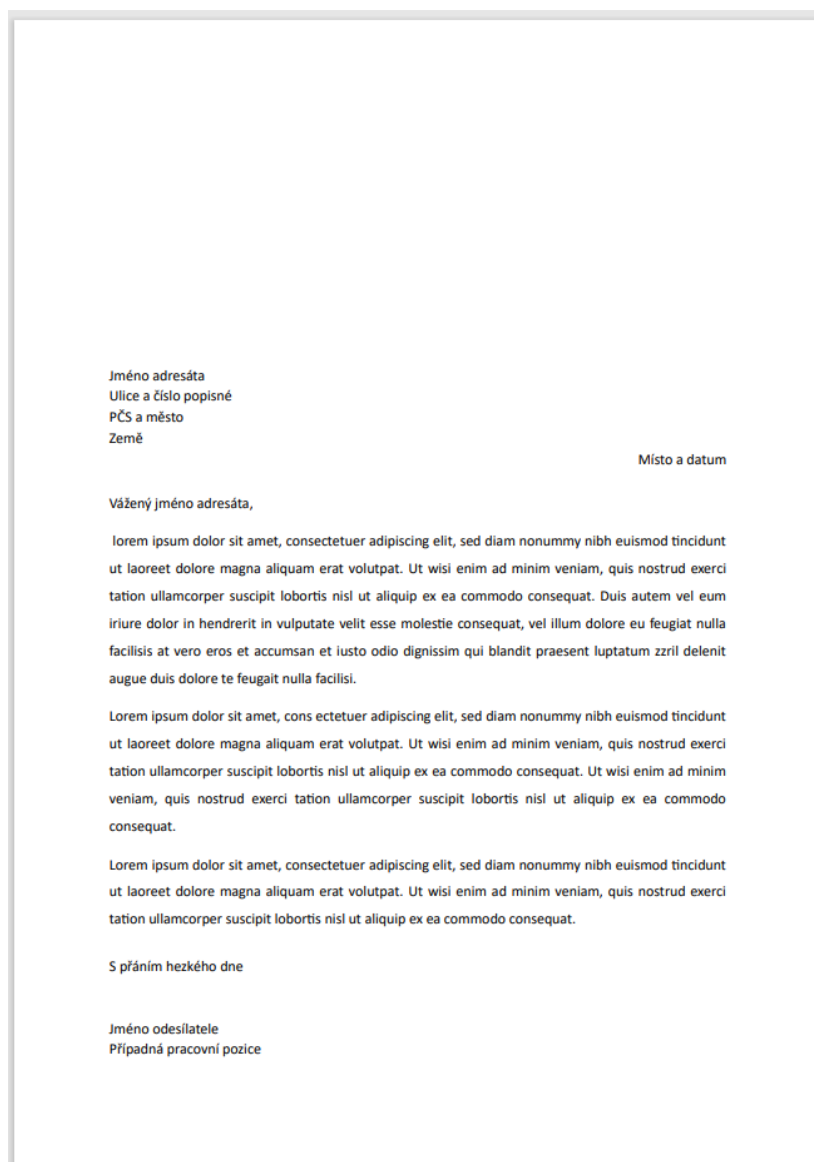 Jméno adresáta
Ulice a číslo popisné
PČS a město
Země
Místo a datum
Vážený jméno adresáta,
lorem ipsum dolor sit amet, consectetuer adipiscing elit, sed diam nonummy nibh euismod tincidunt
ut laoreet dolore magna aliquam erat volutpat. Ut wisi enim ad minim veniam, quis nostrud exerci
tation ullamcorper suscipit lobortis nisl ut aliquip ex ea commodo consequat. Duis autem vel eum
iriure dolor in hendrerit in vulputate velit esse molestie consequat, vel illum dolore eu feugiat nulla
facilisis at vero eros et accumsan et iusto odio dignissim qui blandit praesent luptatum zzril delenit
augue duis dolore te feugait nulla facilisi.
Lorem ipsum dolor sit amet, cons ectetuer adipiscing elit, sed diam nonummy nibh euismod tincidunt
ut laoreet dolore magna aliquam erat volutpat. Ut wisi enim ad minim veniam, quis nostrud exerci
tation ullamcorper suscipit lobortis nisl ut aliquip ex ea commodo consequat. Ut wisi enim ad minim
veniam, quis nostrud exerci tation ullamcorper suscipit lobortis nisl ut aliquip ex ea commodo
consequat.
Lorem ipsum dolor sit amet, consectetuer adipiscing elit, sed diam nonummy nibh euismod tincidunt
ut laoreet dolore magna aliquam erat volutpat. Ut wisi enim ad minim veniam, quis nostrud exerci
tation ullamcorper suscipit lobortis nisl ut aliquip ex ea commodo consequat.
S přáním hezkého dne
Jméno odesílatele
Případná pracovní pozice